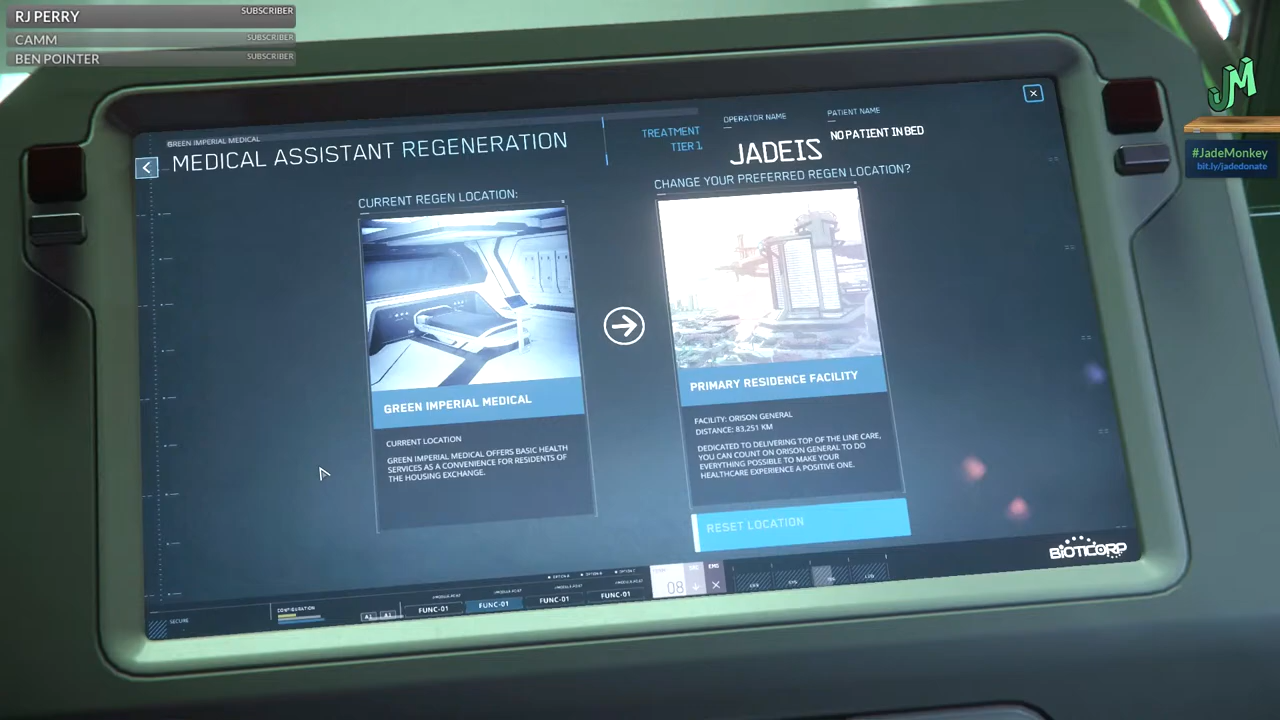 RJ PERRY SUBSCRIBER
CAMM SUBSCRIBER
BEN POINTER SUBSCRIBER
JM
#JadeMonkey
bit.ly/jadedonate
GREEN IMPERIAL MEDICAL
MEDICAL ASSISTANT REGENERATION
TREATMENT
TIER 1
OPERATOR NAME
JADEIS
PATIENT NAME
NO PATIENT IN BED
CURRENT REGEN LOCATION:
CHANGE YOUR PREFERRED REGEN LOCATION?
GREEN IMPERIAL MEDICAL
CURRENT LOCATION
GREEN IMPERIAL MEDICAL OFFERS BASIC HEALTH
SERVICES AS A CONVENIENCE FOR RESIDENTS OF
THE HOUSING EXCHANGE.
PRIMARY RESIDENCE FACILITY
FACILITY: ORISON GENERAL
DISTANCE: 83,251 KM
DEDICATED TO DELIVERING TOP OF THE LINE CARE,
YOU CAN COUNT ON ORISON GENERAL TO DO
EVERYTHING POSSIBLE TO MAKE YOUR
HEALTHCARE EXPERIENCE A POSITIVE ONE.
RESET LOCATION
BIOTICORP
SECURE
CONFIGURATION
FUNC-01
FUNC-01
FUNC-01
FUNC-01
08